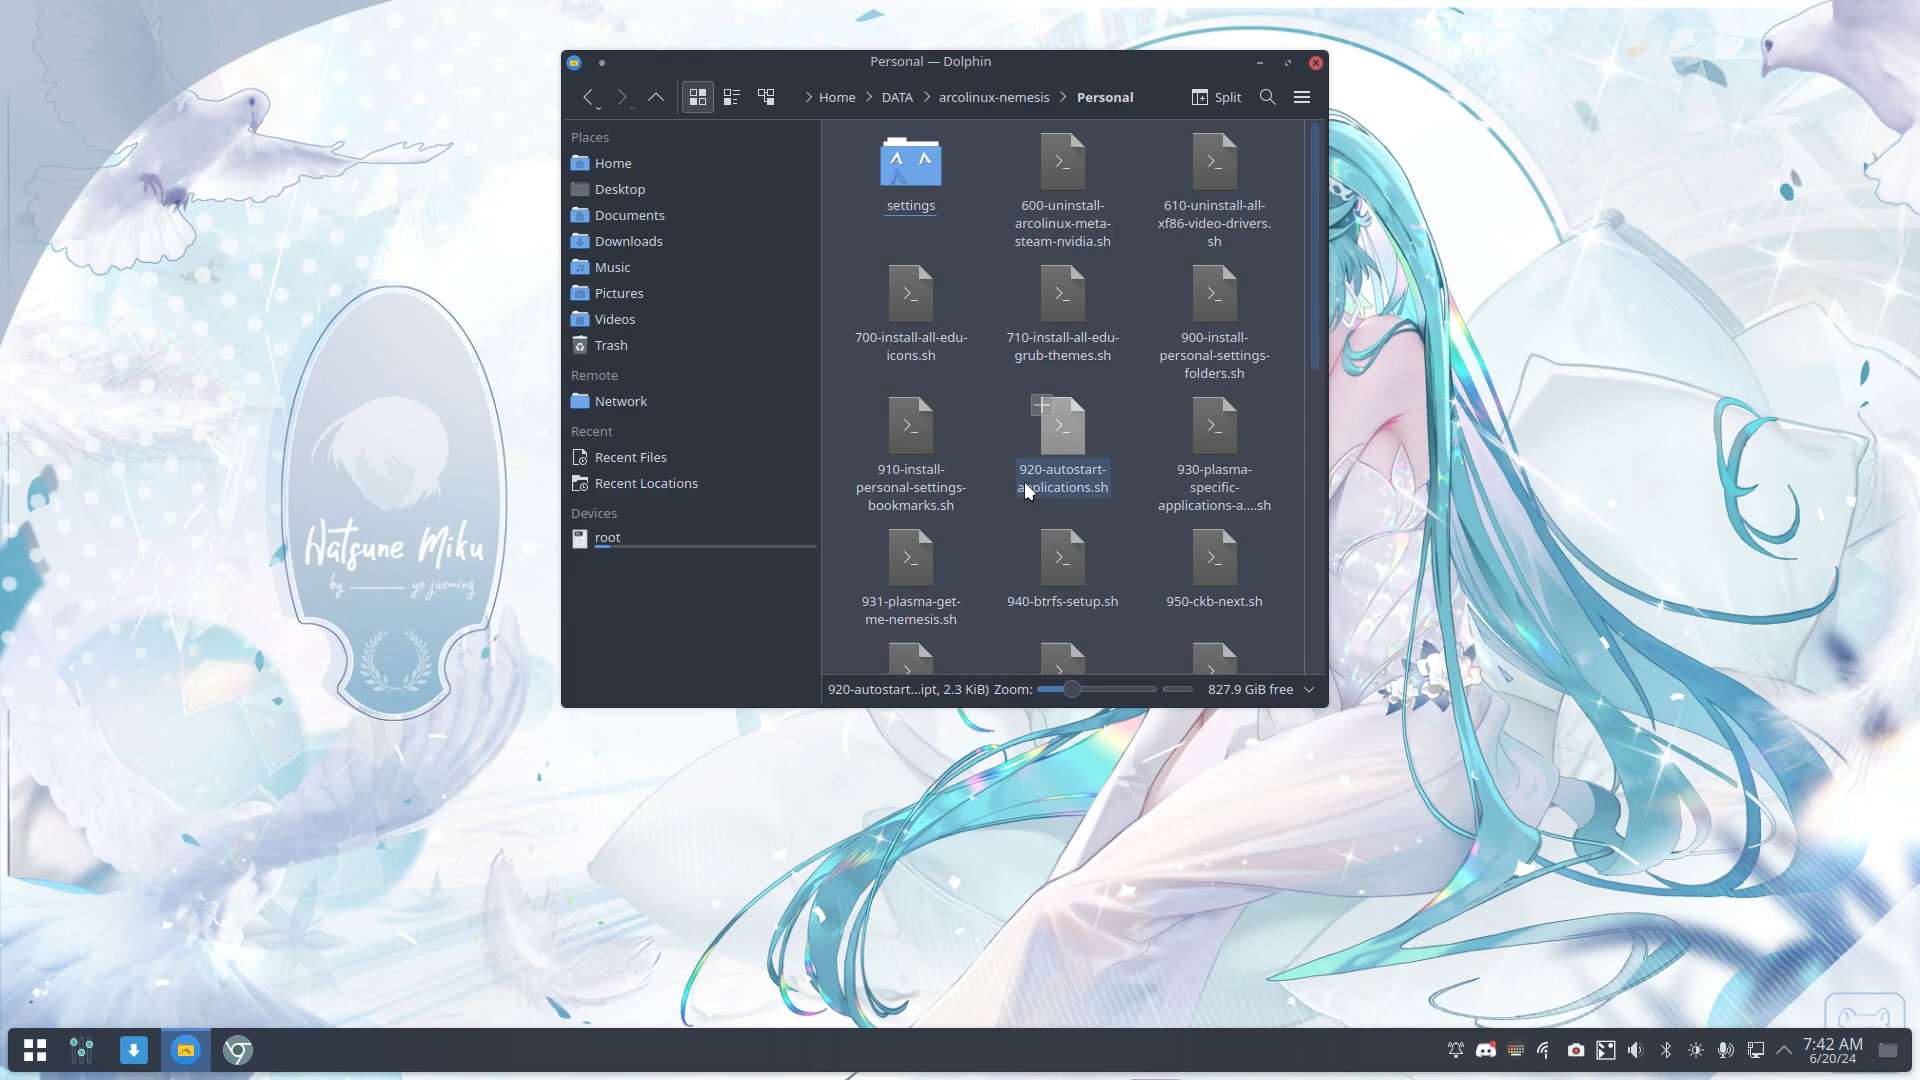 Personal — Dolphin
Home
DATA
arcolinux-nemesis
Personal
Split
Places
Home
Desktop
Documents
Downloads
Music
Pictures
Videos
Trash
Remote
Network
Recent
Recent Files
Recent Locations
Devices
root
settings
600-uninstall-
arcolinux-meta-
steam-nvidia.sh
610-uninstall-all-
xf86-video-drivers.
sh
700-install-all-edu-
icons.sh
710-install-all-edu-
grub-themes.sh
900-install-
personal-settings-
folders.sh
910-install-
personal-settings-
bookmarks.sh
920-autostart-
applications.sh
930-plasma-
specific-
applications-a....sh
931-plasma-get-
me-nemesis.sh
940-btrfs-setup.sh
950-ckb-next.sh
920-autostart...ipt, 2.3 KiB)
Zoom:
827.9 GiB free
Hatsune Miku
by ye jueming
7:42 AM
6/20/24